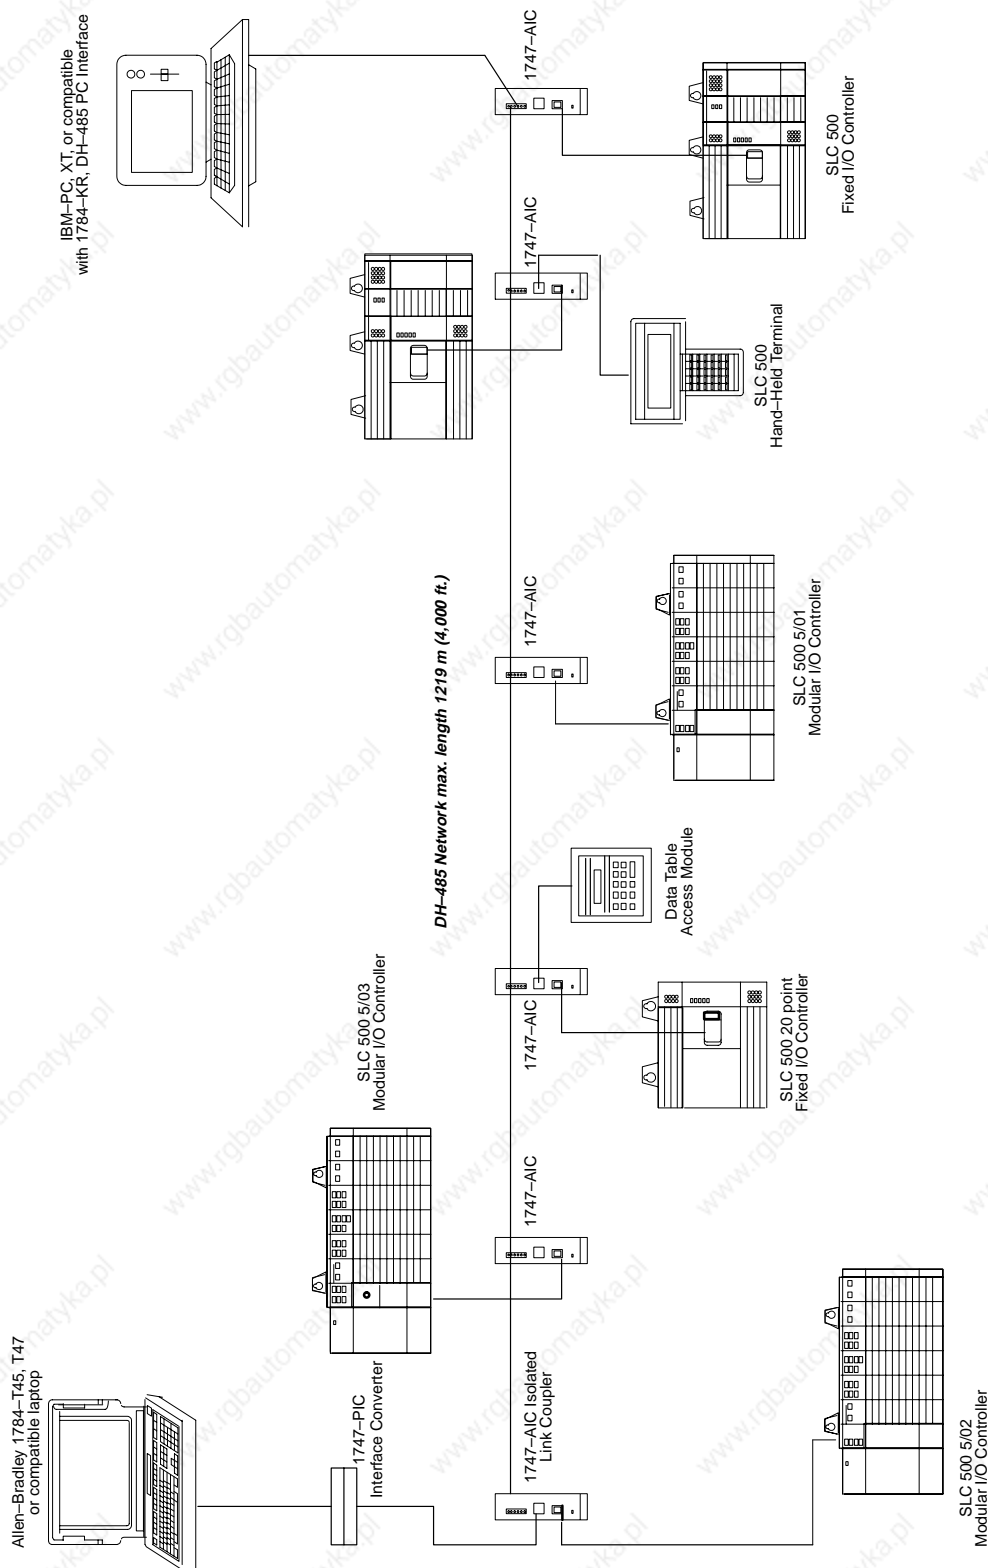 Allen–Bradley 1784–T45, T47
or compatible laptop
IBM–PC, XT, or compatible
with 1784–KR, DH–485 PC Interface
1747–PIC
Interface Converter
SLC 500 5/03
Modular I/O Controller
DH–485 Network max. length 1219 m (4,000 ft.)
1747–AIC Isolated
Link Coupler
1747–AIC
1747–AIC
1747–AIC
1747–AIC
1747–AIC
Data Table
Access Module
SLC 500
Hand–Held Terminal
SLC 500 20 point
Fixed I/O Controller
SLC 500 5/01
Modular I/O Controller
SLC 500
Fixed I/O Controller
SLC 500 5/02
Modular I/O Controller
www.rgbautomatyka.pl